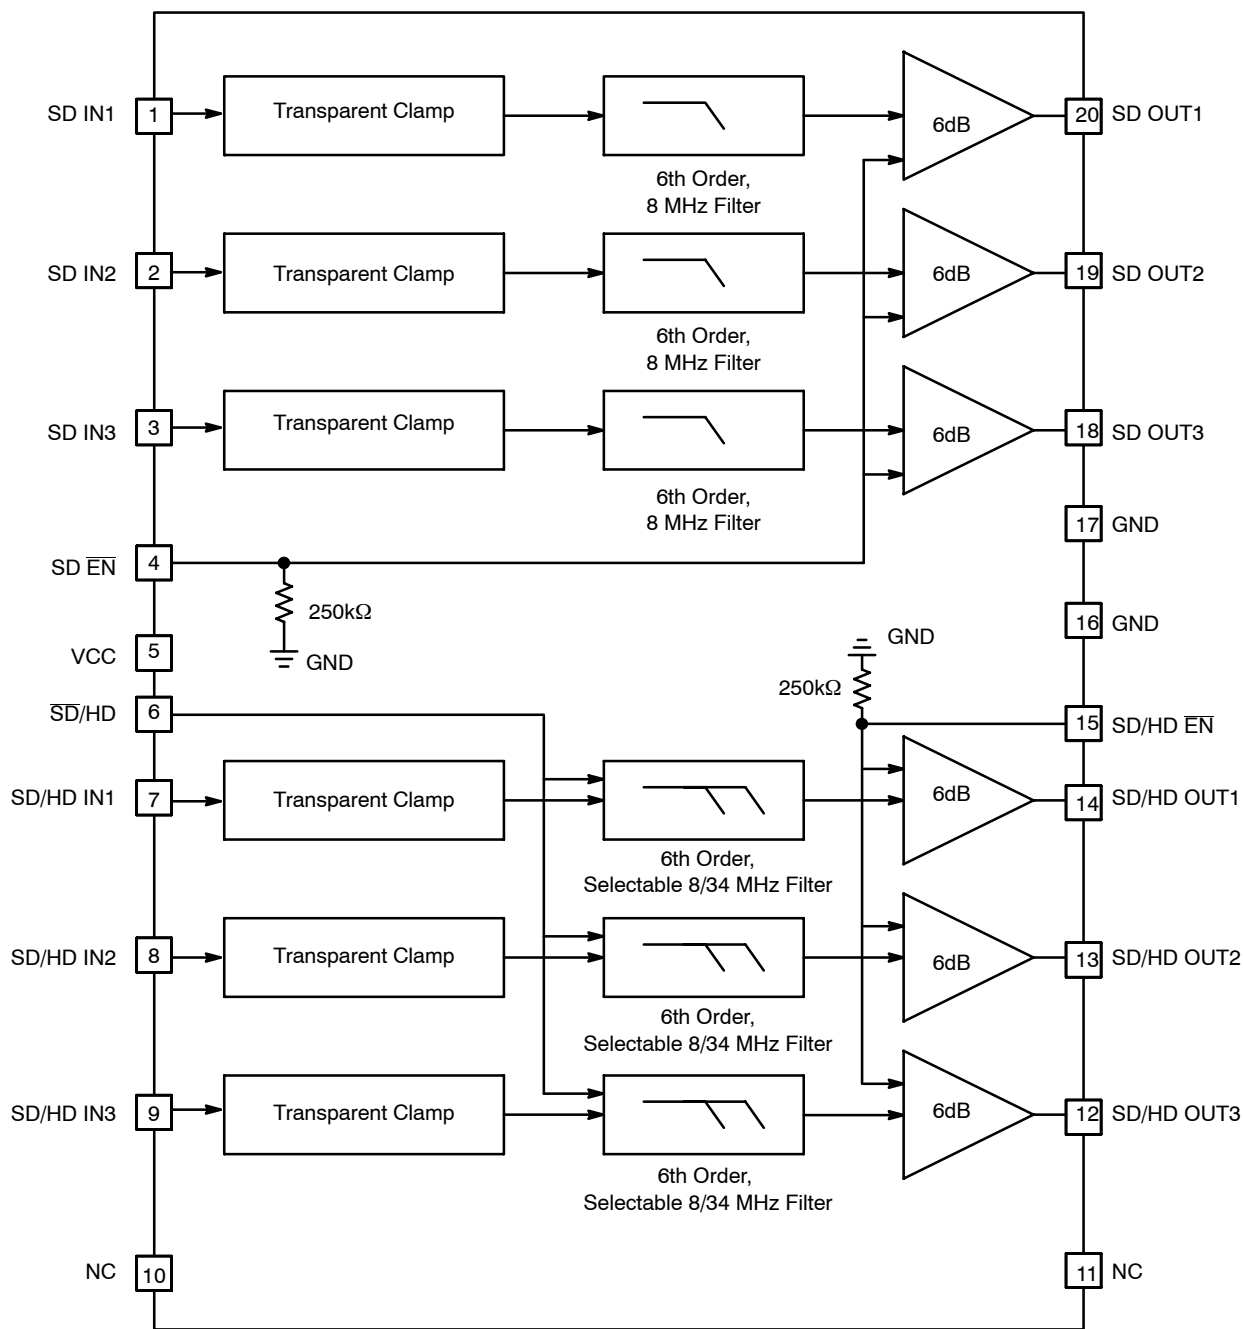 SD IN1
1
Transparent Clamp
6dB
20
SD OUT1
6th Order,
8 MHz Filter
SD IN2
2
Transparent Clamp
6dB
19
SD OUT2
6th Order,
8 MHz Filter
SD IN3
3
Transparent Clamp
6dB
18
SD OUT3
6th Order,
8 MHz Filter
17
GND
SD E̅N̅
4
250kΩ
GND
16
GND
VCC
5
GND
250kΩ
S̅D̅/HD
6
15
SD/HD E̅N̅
SD/HD IN1
7
Transparent Clamp
6dB
14
SD/HD OUT1
6th Order,
Selectable 8/34 MHz Filter
SD/HD IN2
8
Transparent Clamp
6dB
13
SD/HD OUT2
6th Order,
Selectable 8/34 MHz Filter
SD/HD IN3
9
Transparent Clamp
6dB
12
SD/HD OUT3
6th Order,
Selectable 8/34 MHz Filter
NC
10
11
NC